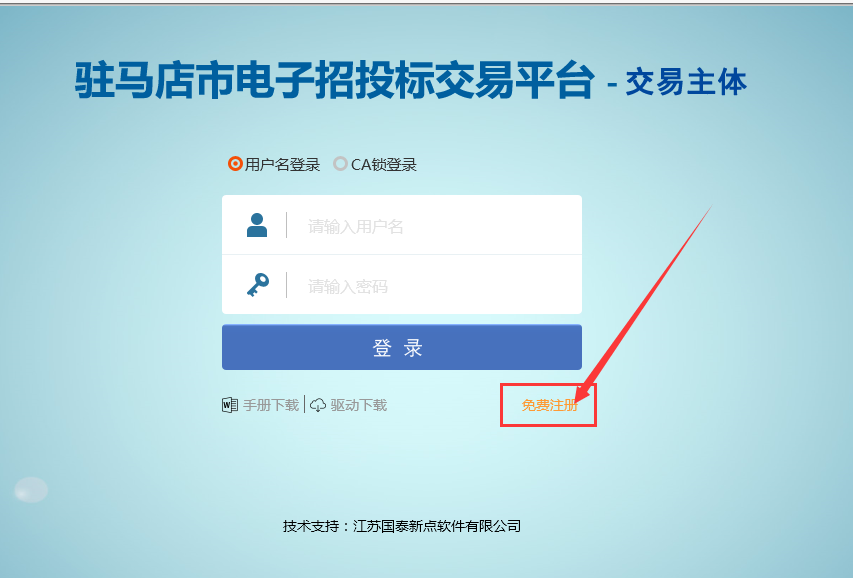 驻马店市电子招投标交易平台 - 交易主体
用户名登录 CA锁登录
请输入用户名
请输入密码
登 录
手册下载 驱动下载 免费注册
技术支持：江苏国泰新点软件有限公司